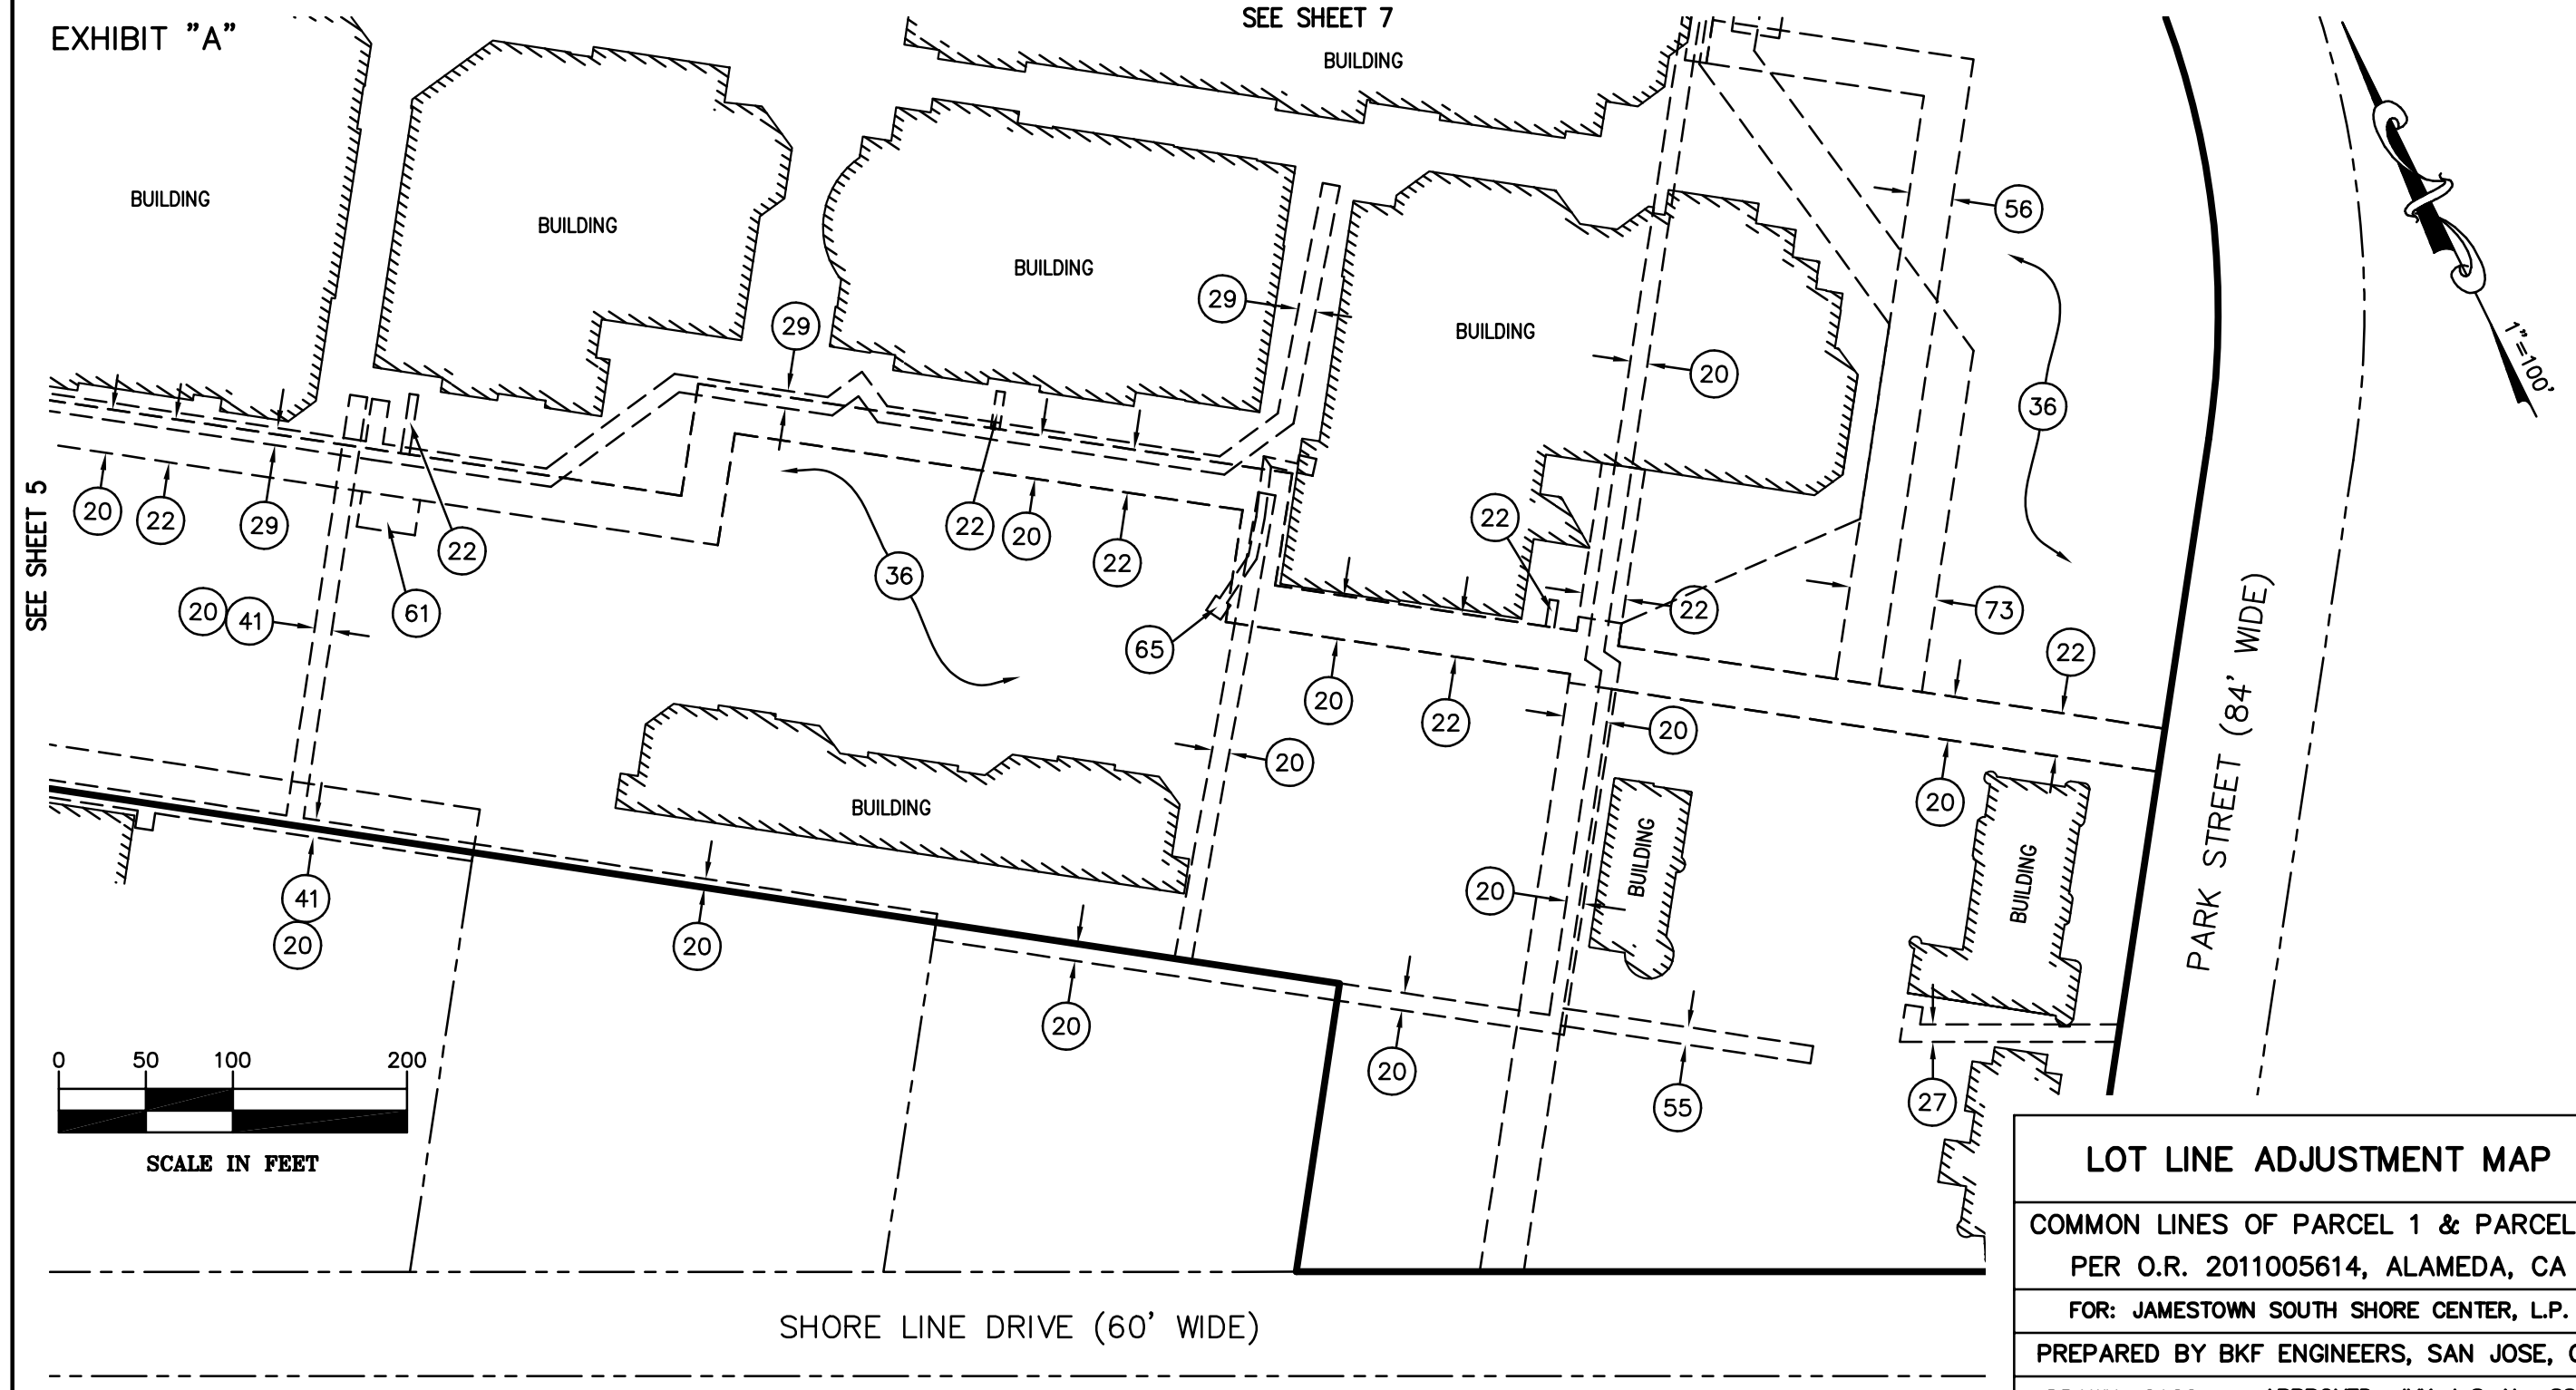 EXHIBIT "A"
SEE SHEET 7
BUILDING
BUILDING
BUILDING
BUILDING
BUILDING
56
29
29
20
36
1"=100'
SEE SHEET 5
20
22
29
22
22
20
22
22
36
20
41
61
65
22
73
22
20
22
20
20
20
BUILDING
BUILDING
BUILDING
PARK STREET (84' WIDE)
41
20
20
20
20
20
55
27
0 50 100 200
SCALE IN FEET
SHORE LINE DRIVE (60' WIDE)
LOT LINE ADJUSTMENT MAP
COMMON LINES OF PARCEL 1 & PARCEL
PER O.R. 2011005614, ALAMEDA, CA
FOR: JAMESTOWN SOUTH SHORE CENTER, L.P.
PREPARED BY BKF ENGINEERS, SAN JOSE,